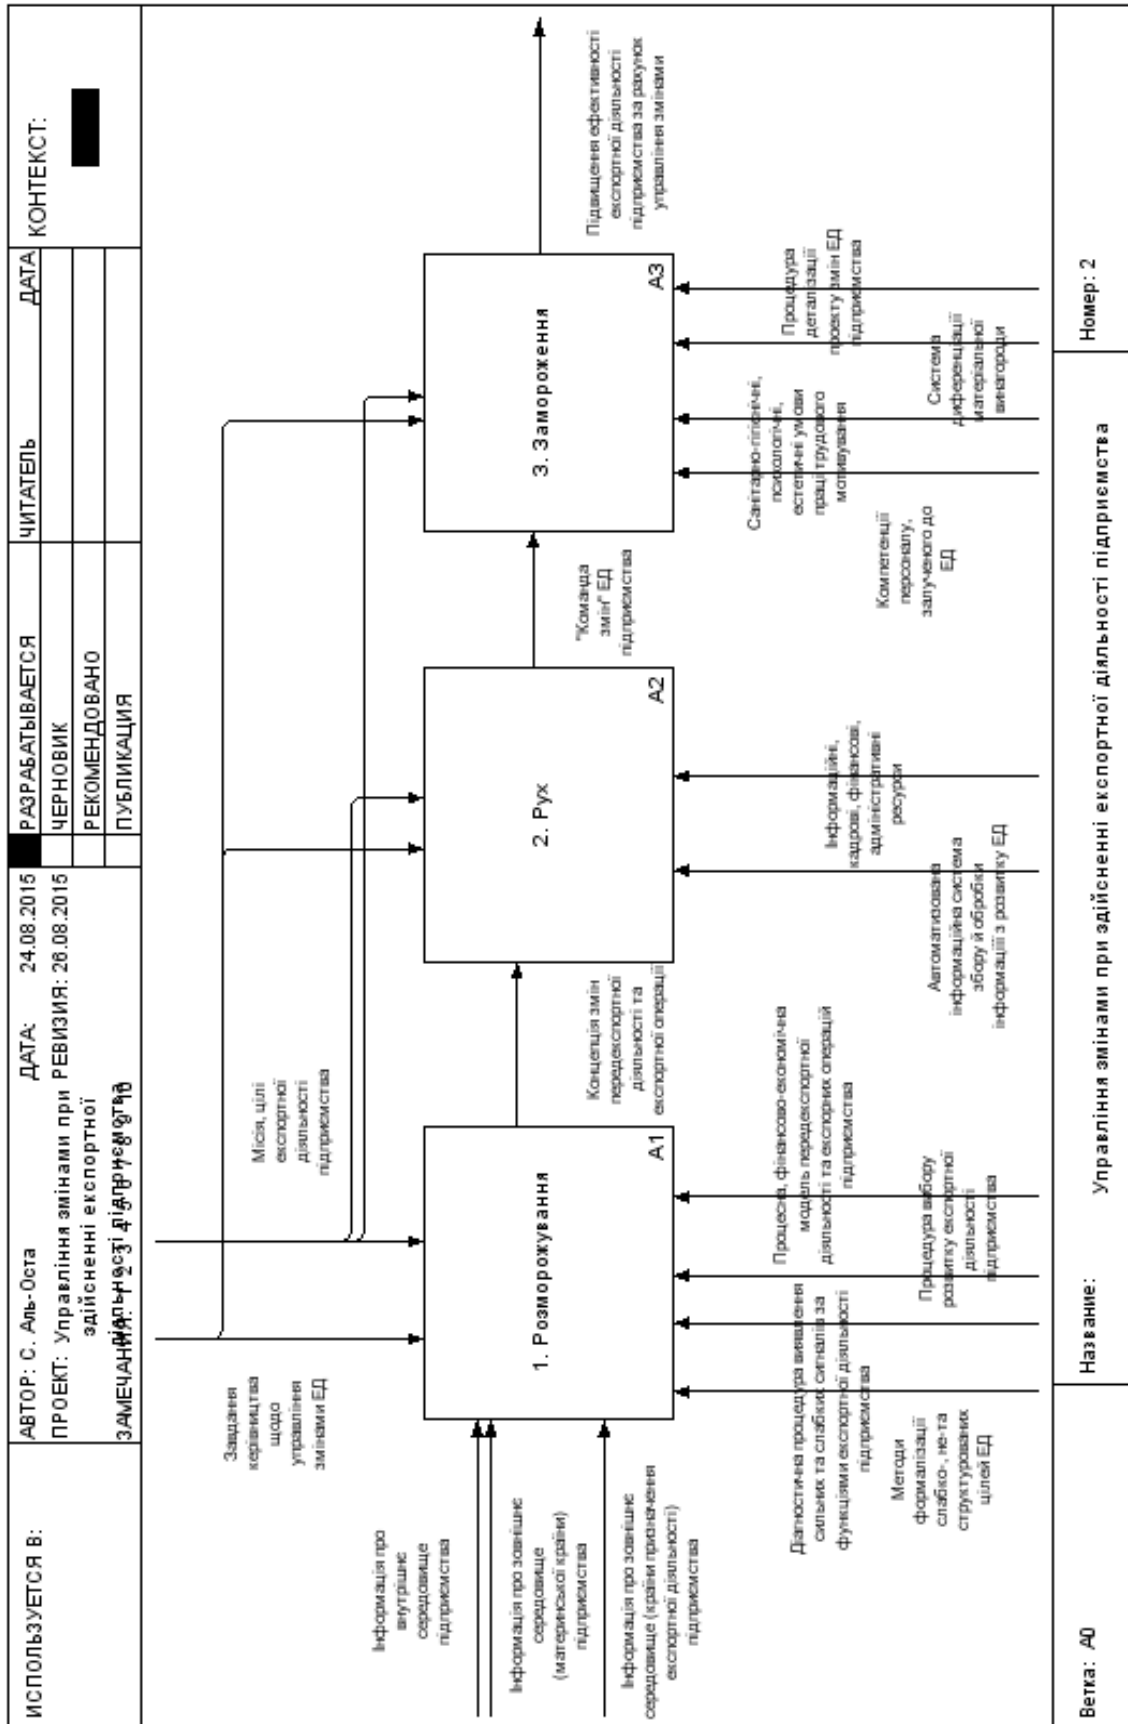 ИСПОЛЬЗУЕТСЯ В:
АВТОР: С. Аль-Оста
ДАТА: 24.08.2015
ПРОЕКТ: Управління змінами при
здійсненні експортної
діяльності підприємства
РЕВИЗИЯ: 26.08.2015
ЗАМЕЧАНИЯ: 1 2 3 4 5 6 7 8 9 10
РАЗРАБАТЫВАЕТСЯ
ЧЕРНОВИК
РЕКОМЕНДОВАНО
ПУБЛИКАЦИЯ
ЧИТАТЕЛЬ
ДАТА
КОНТЕКСТ:
Завдання
керівництва
щодо
управління
змінами ЕД
Місія, цілі
експортної
діяльності
підприємства
Інформація про
внутрішнє
середовище
підприємства
Інформація про зовнішнє
середовище
(материнської країни)
підприємства
Інформація про зовнішнє
середовище (країни призначення
експортної діяльності)
підприємства
1. Розморожування
А1
Концепція змін
передекспортної
діяльності та
експортної операції
2. Рух
А2
"Команда
змін" ЕД
підприємства
3. Замороження
А3
Підвищення ефективності
експортної діяльності
підприємства за рахунок
управління змінами
Діагностична процедура виявлення
сильних та слабких сигналів за
функціями експортної діяльності
підприємства
Методи
формалізації
слабко-, не-та
структурованих
цілей ЕД
Процесна, фінансово-економічна
модель передекспортної
діяльності та експорних операцій
підприємства
Процедура вибору
розвитку експортної
діяльності
підприємства
Інформаційні,
кадрові, фінансові,
адміністративні
ресурси
Автоматизована
інформаційна система
збору й обробки
інформаціії з розвитку ЕД
Санітарно-гігієнічні,
психологічні,
естетичні умови
праці трудового
мотивування
Компетенції
персоналу,
залученого до
ЕД
Процедура
деталізації
проекту змін ЕД
підприємства
Система
диференціації
матеріальної
винагороди
Ветка: А0
Название:
Управління змінами при здійсненні експортної діяльності підприємства
Номер: 2